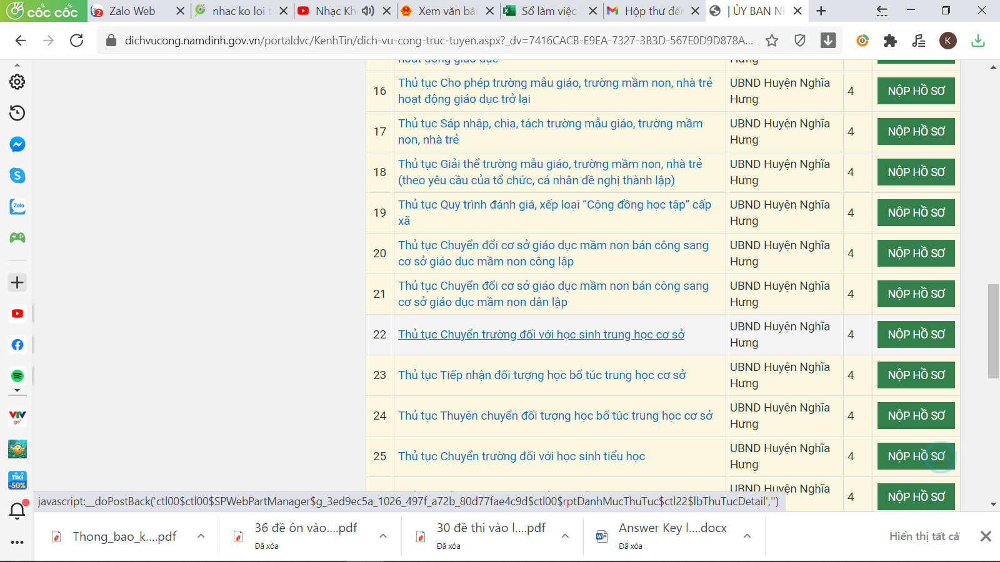 cốc cốc
2
Zalo Web
nhac ko loi t
Nhạc Kh
Xem văn bản
Sổ làm việc
Hộp thư đến
| ỦY BAN NH
dichvucong.namdinh.gov.vn/portaldvc/KenhTin/dich-vu-cong-truc-tuyen.aspx?_dv=7416CACB-E9EA-7327-3B3D-567E0D9D878A...
K
hoạt động giáo dục
Hưng
16
Thủ tục Cho phép trường mẫu giáo, trường mầm non, nhà trẻ
hoạt động giáo dục trở lại
UBND Huyện Nghĩa
Hưng
4
NỘP HỒ SƠ
17
Thủ tục Sáp nhập, chia, tách trường mẫu giáo, trường mầm
non, nhà trẻ
UBND Huyện Nghĩa
Hưng
4
NỘP HỒ SƠ
18
Thủ tục Giải thể trường mẫu giáo, trường mầm non, nhà trẻ
(theo yêu cầu của tổ chức, cá nhân đề nghị thành lập)
UBND Huyện Nghĩa
Hưng
4
NỘP HỒ SƠ
19
Thủ tục Quy trình đánh giá, xếp loại “Cộng đồng học tập” cấp
xã
UBND Huyện Nghĩa
Hưng
4
NỘP HỒ SƠ
20
Thủ tục Chuyển đổi cơ sở giáo dục mầm non bán công sang
cơ sở giáo dục mầm non công lập
UBND Huyện Nghĩa
Hưng
4
NỘP HỒ SƠ
21
Thủ tục Chuyển đổi cơ sở giáo dục mầm non bán công sang
cơ sở giáo dục mầm non dân lập
UBND Huyện Nghĩa
Hưng
4
NỘP HỒ SƠ
22
Thủ tục Chuyển trường đối với học sinh trung học cơ sở
UBND Huyện Nghĩa
Hưng
4
NỘP HỒ SƠ
23
Thủ tục Tiếp nhận đối tượng học bổ túc trung học cơ sở
UBND Huyện Nghĩa
Hưng
4
NỘP HỒ SƠ
24
Thủ tục Thuyên chuyển đối tượng học bổ túc trung học cơ sở
UBND Huyện Nghĩa
Hưng
4
NỘP HỒ SƠ
25
Thủ tục Chuyển trường đối với học sinh tiểu học
UBND Huyện Nghĩa
Hưng
4
NỘP HỒ SƠ
UBND Huyện Nghĩa
4
NỘP HỒ SƠ
S
Zalo
VTV
go
TIKI
-50%
javascript:__doPostBack('ctl00$ctl00$SPWebPartManager$g_3ed9ec5a_1026_497f_a72b_80d77fae4c9d$ctl00$rptDanhMucThuTuc$ctl22$lbThuTucDetail','')
Thong_bao_k....pdf
36 đề ôn vào....pdf
Đã xóa
30 đề thi vào l....pdf
Đã xóa
Answer Key l....docx
Đã xóa
Hiển thị tất cả